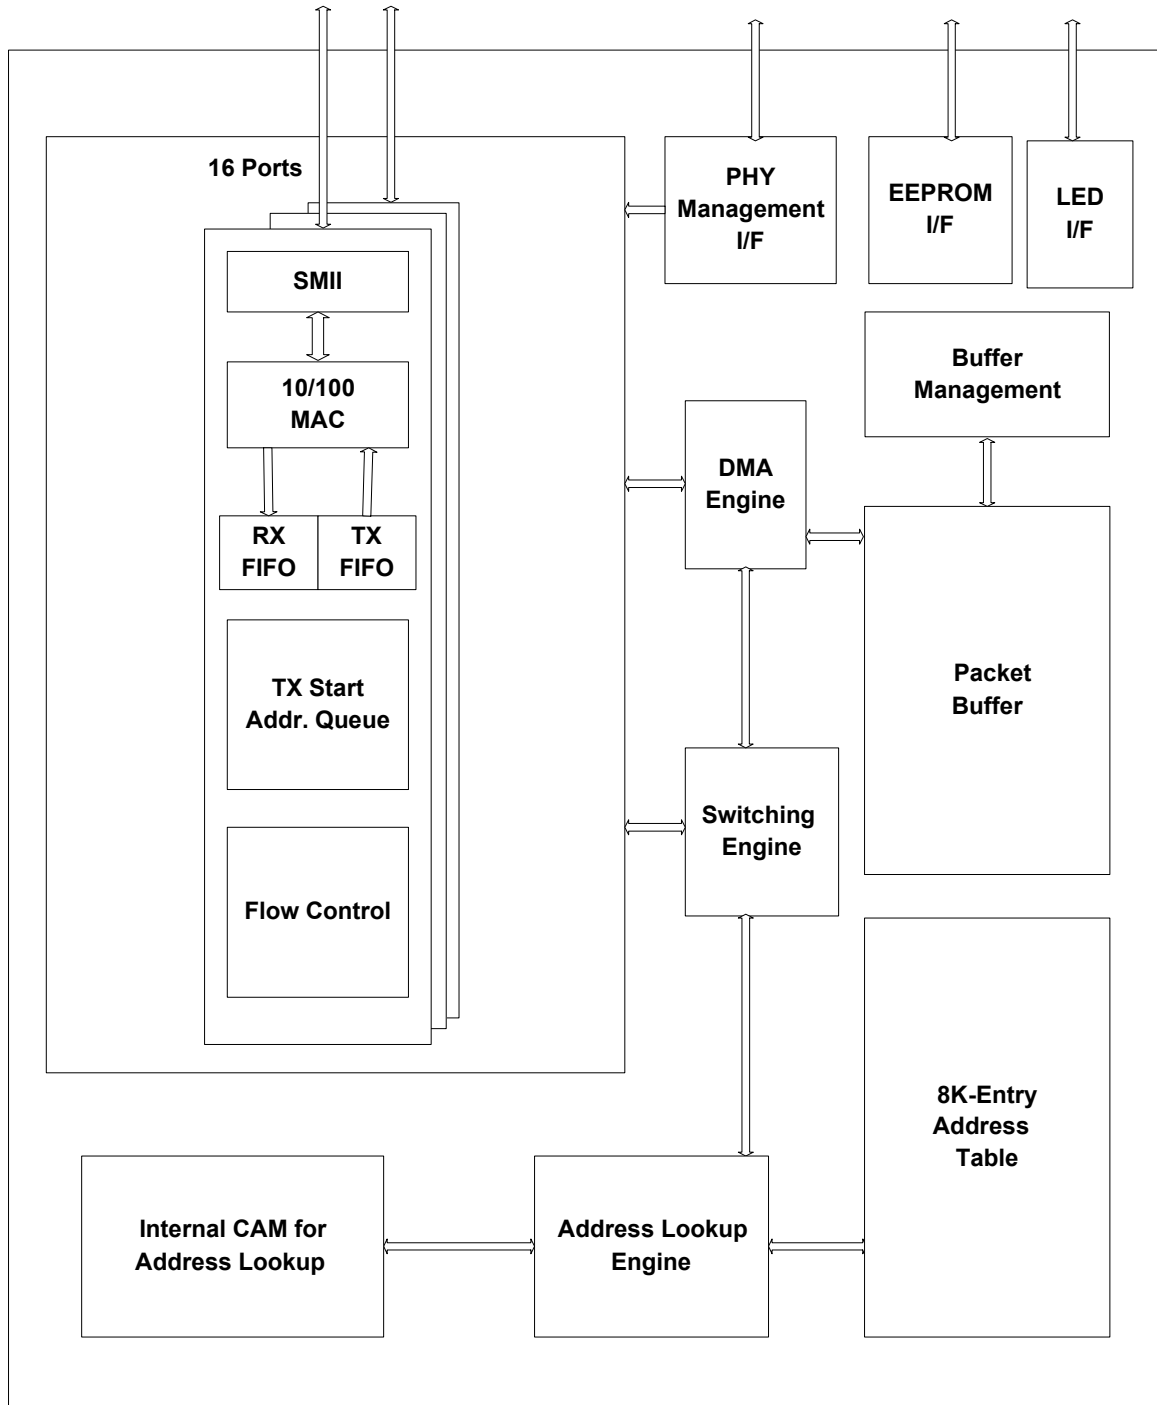 16 Ports
PHY
Management
I/F
EEPROM
I/F
LED
I/F
SMII
10/100
MAC
RX
FIFO
TX
FIFO
TX Start
Addr. Queue
Flow Control
Buffer
Management
DMA
Engine
Packet
Buffer
Switching
Engine
8K-Entry
Address
Table
Internal CAM for
Address Lookup
Address Lookup
Engine